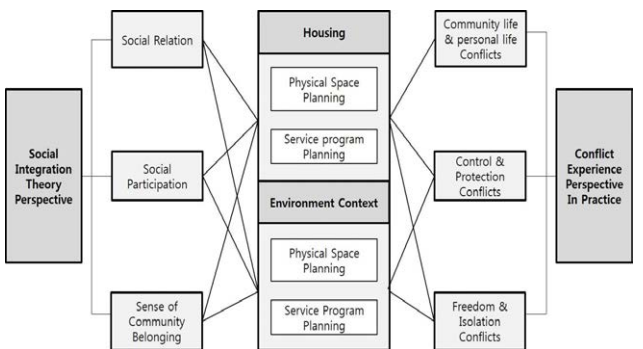 Social
Integration
Theory
Perspective
Social Relation
Social
Participation
Sense of
Community
Belonging
Housing
Physical Space
Planning
Service program
Planning
Environment Context
Physical Space
Planning
Service Program
Planning
Community life
& personal life
Conflicts
Control &
Protection
Conflicts
Freedom &
Isolation
Conflicts
Conflict
Experience
Perspective
In Practice